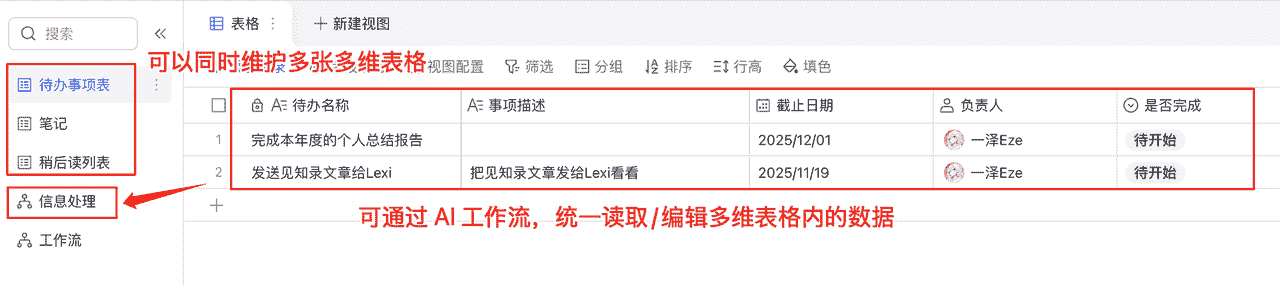 搜索
表格
新建视图
可以同时维护多张多维表格
视图配置
筛选
分组
排序
行高
填色
待办事项表
笔记
稍后读列表
信息处理
工作流
待办名称
事项描述
截止日期
负责人
是否完成
1
完成本年度的个人总结报告
2025/12/01
一泽Eze
待开始
2
发送见知录文章给Lexi
把见知录文章发给Lexi看看
2025/11/19
一泽Eze
待开始
可通过 AI 工作流，统一读取/编辑多维表格内的数据